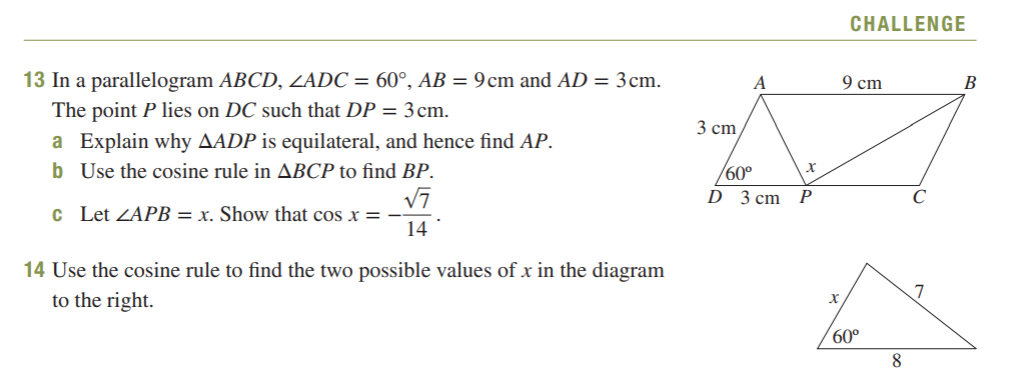 CHALLENGE
13 In a parallelogram ABCD, ∠ADC = 60°, AB = 9 cm and AD = 3 cm.
The point P lies on DC such that DP = 3 cm.
a Explain why ΔADP is equilateral, and hence find AP.
b Use the cosine rule in ΔBCP to find BP.
c Let ∠APB = x. Show that cos x = −√7/14.
A 9 cm B
3 cm
60° x
D 3 cm P C
14 Use the cosine rule to find the two possible values of x in the diagram
to the right.
x 7
60°
8